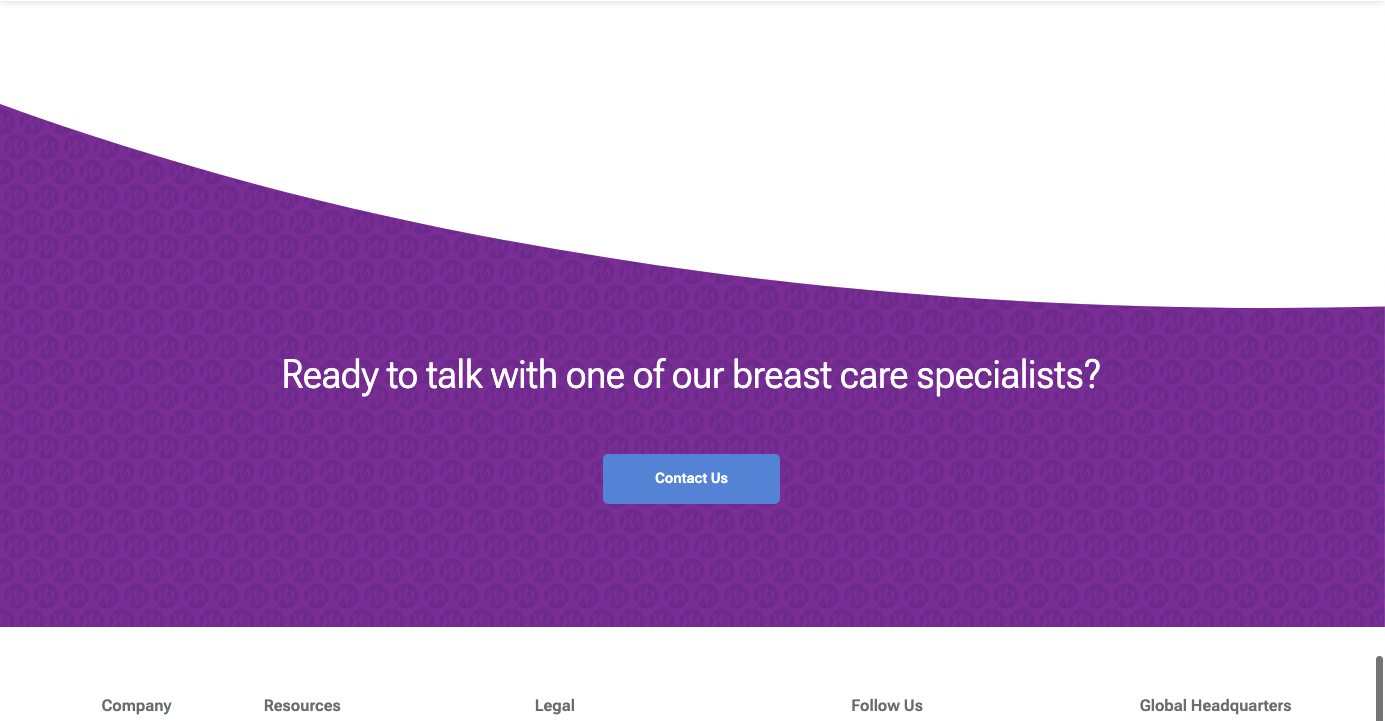 Ready to talk with one of our breast care specialists?
Contact Us
Company
Resources
Legal
Follow Us
Global Headquarters